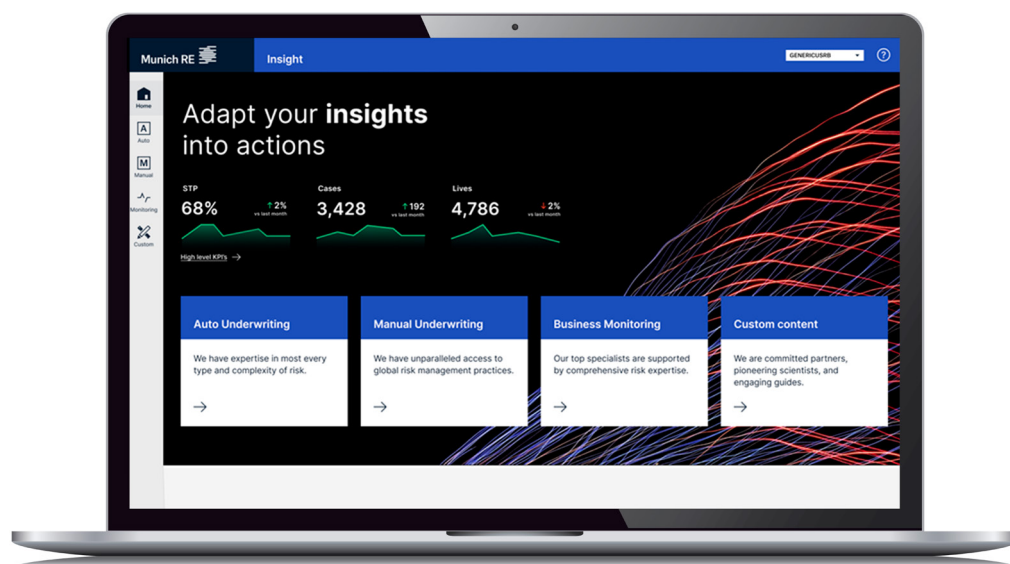 Munich RE
Insight
GENERICUSRB
?
Home
A
Auto
M
Manual
Monitoring
Custom
Adapt your insights
into actions
STP
68%
↑ 2%
vs last month
Cases
3,428
↑ 192
vs last month
Lives
4,786
↓ 2%
vs last month
High level KPI's →
Auto Underwriting
We have expertise in most every
type and complexity of risk.
→
Manual Underwriting
We have unparalleled access to
global risk management practices.
→
Business Monitoring
Our top specialists are supported
by comprehensive risk expertise.
→
Custom content
We are committed partners,
pioneering scientists, and
engaging guides.
→